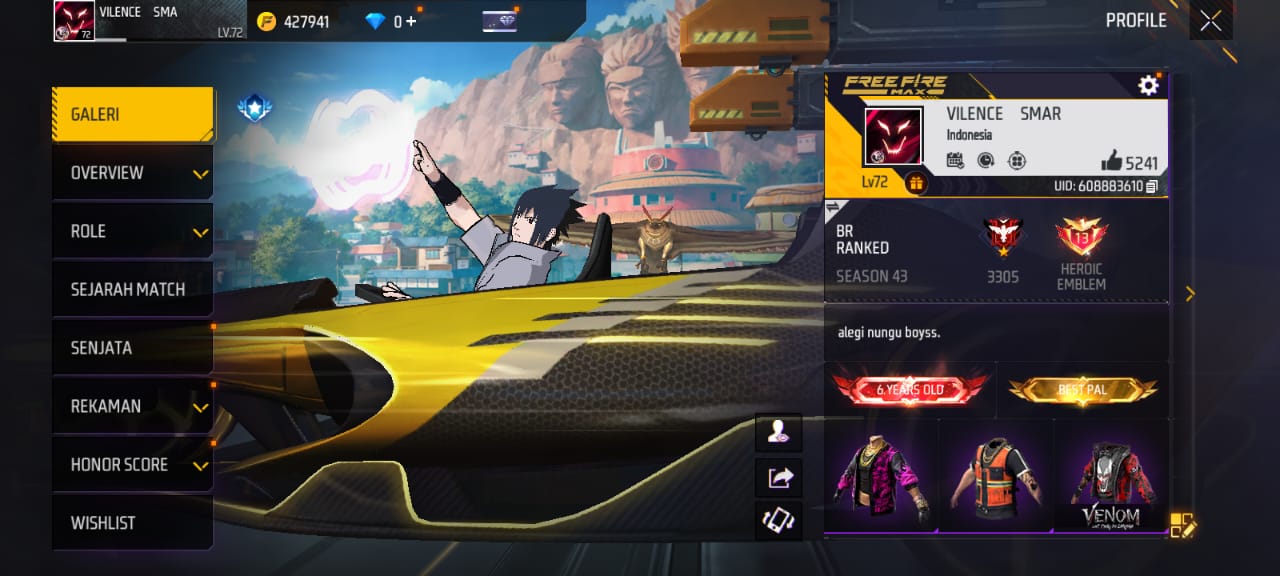 VILENCE SMA
72
LV.72
427941
0 +
PROFILE
GALERI
OVERVIEW
ROLE
SEJARAH MATCH
SENJATA
REKAMAN
HONOR SCORE
WISHLIST
FREE FIRE
MAX
VILENCE SMAR
Indonesia
5241
Lv72
UID: 608883610
BR
RANKED
SEASON 43
3305
13
HEROIC
EMBLEM
alegi nungu boyss.
6 YEARS OLD
BEST PAL
VENOM